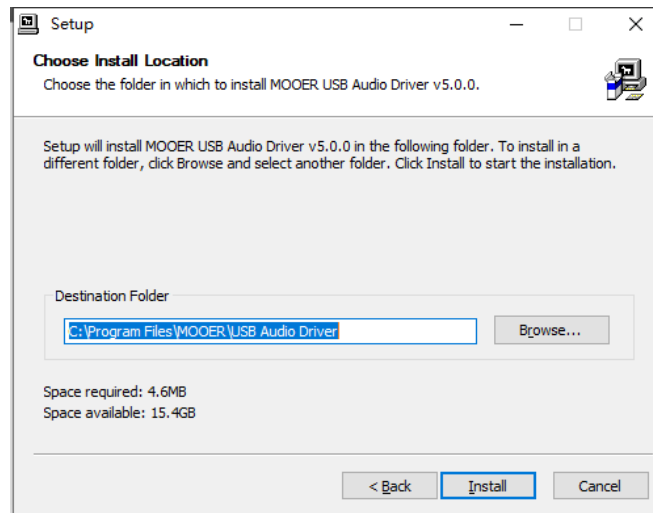 Setup
Choose Install Location
Choose the folder in which to install MOOER USB Audio Driver v5.0.0.
Setup will install MOOER USB Audio Driver v5.0.0 in the following folder. To install in a
different folder, click Browse and select another folder. Click Install to start the installation.
Destination Folder
C:\Program Files\MOOER\USB Audio Driver
Browse...
Space required: 4.6MB
Space available: 15.4GB
< Back
Install
Cancel